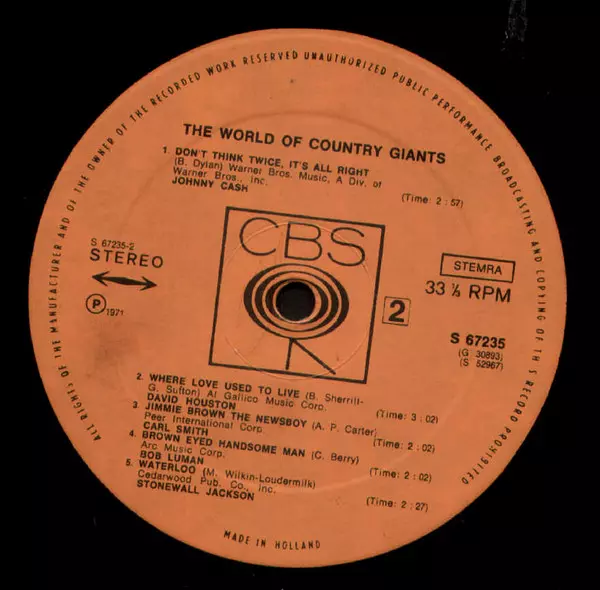 ALL RIGHTS OF THE MANUFACTURER AND OF THE OWNER OF THE RECORDED WORK RESERVED UNAUTHORIZED PUBLIC PERFORMANCE BROADCASTING AND COPYING OF THIS RECORD PROHIBITED
THE WORLD OF COUNTRY GIANTS
1. DON'T THINK TWICE, IT'S ALL RIGHT
(B. Dylan) Warner Bros. Music, A Div. of
Warner Bros., Inc.
JOHNNY CASH (Time: 2 : 57)
CBS
S 67235-2
STEREO
P 1971
STEMRA
33 ⅓ RPM
2
S 67235
(G 30893)
(S 52967)
2. WHERE LOVE USED TO LIVE (B. Sherrill-
G. Sutton) Al Gallico Music Corp.
DAVID HOUSTON (Time: 3 : 02)
3. JIMMIE BROWN THE NEWSBOY (A. P. Carter)
Peer International Corp.
CARL SMITH (Time: 2 : 02)
4. BROWN EYED HANDSOME MAN (C. Berry)
Arc Music Corp.
BOB LUMAN (Time: 2 : 02)
5. WATERLOO (M. Wilkin-Loudermilk)
Cedarwood Pub. Co., Inc.
STONEWALL JACKSON (Time: 2 : 27)
MADE IN HOLLAND